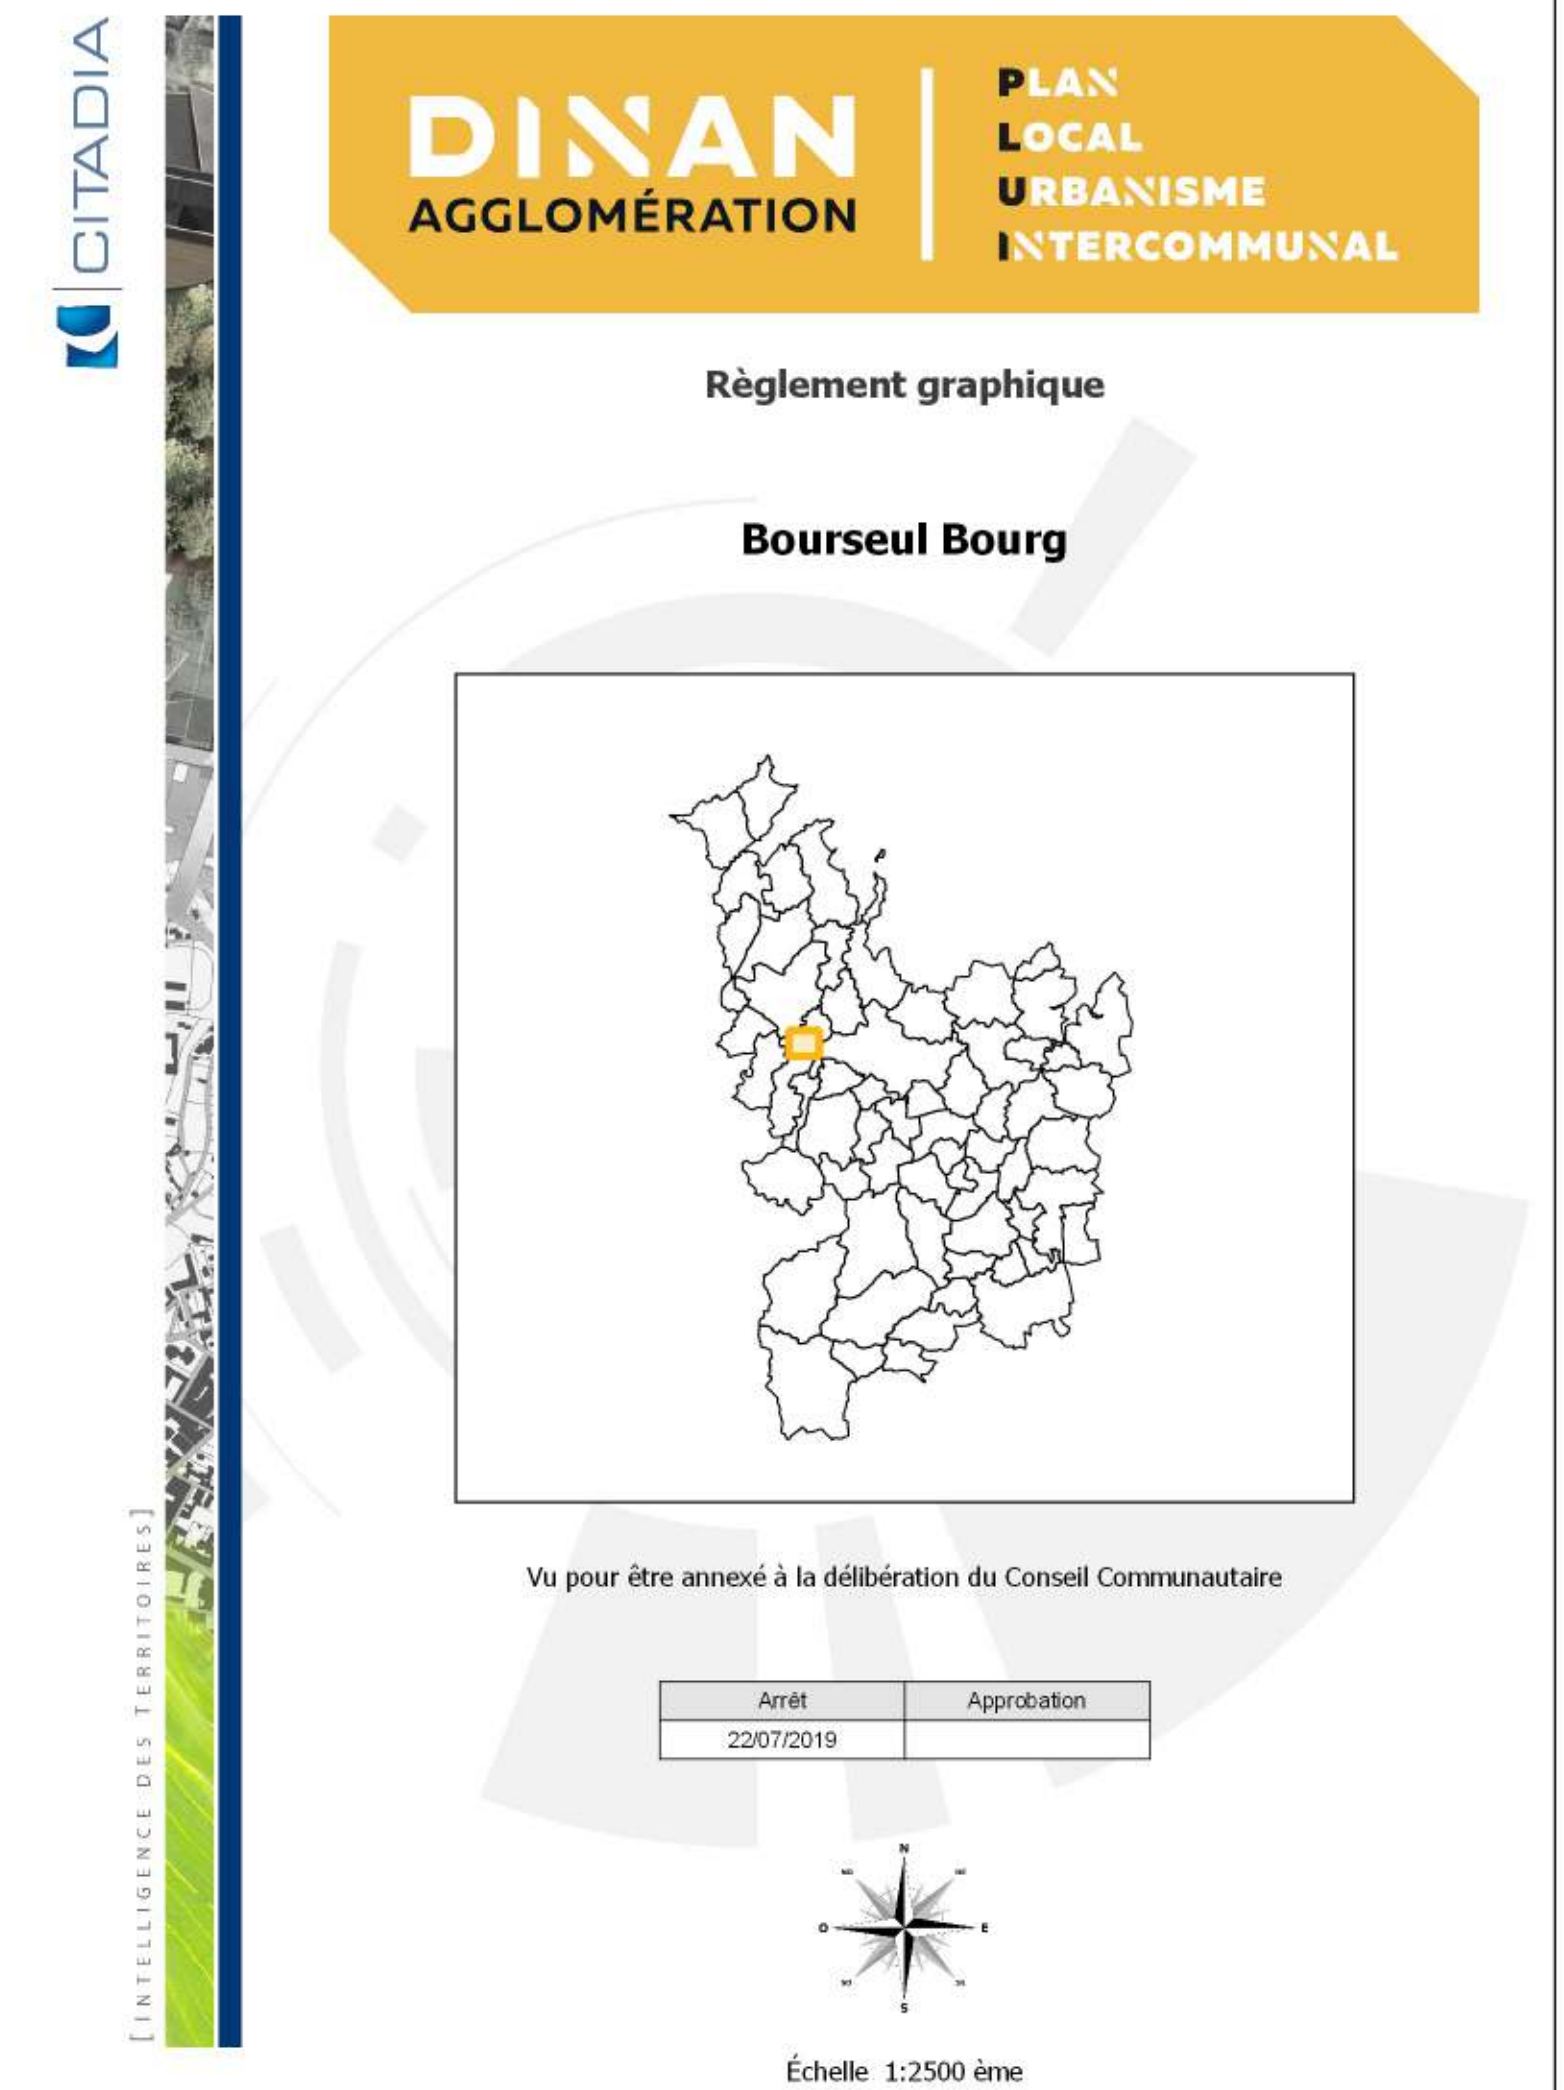 CITADIA
[INTELLIGENCE DES TERRITOIRES]
DINAN
AGGLOMÉRATION
PLAN
LOCAL
URBANISME
INTERCOMMUNAL
Règlement graphique
Bourseul Bourg
Vu pour être annexé à la délibération du Conseil Communautaire
Arrêt Approbation
22/07/2019
N
O E
S
Échelle 1:2500 ème